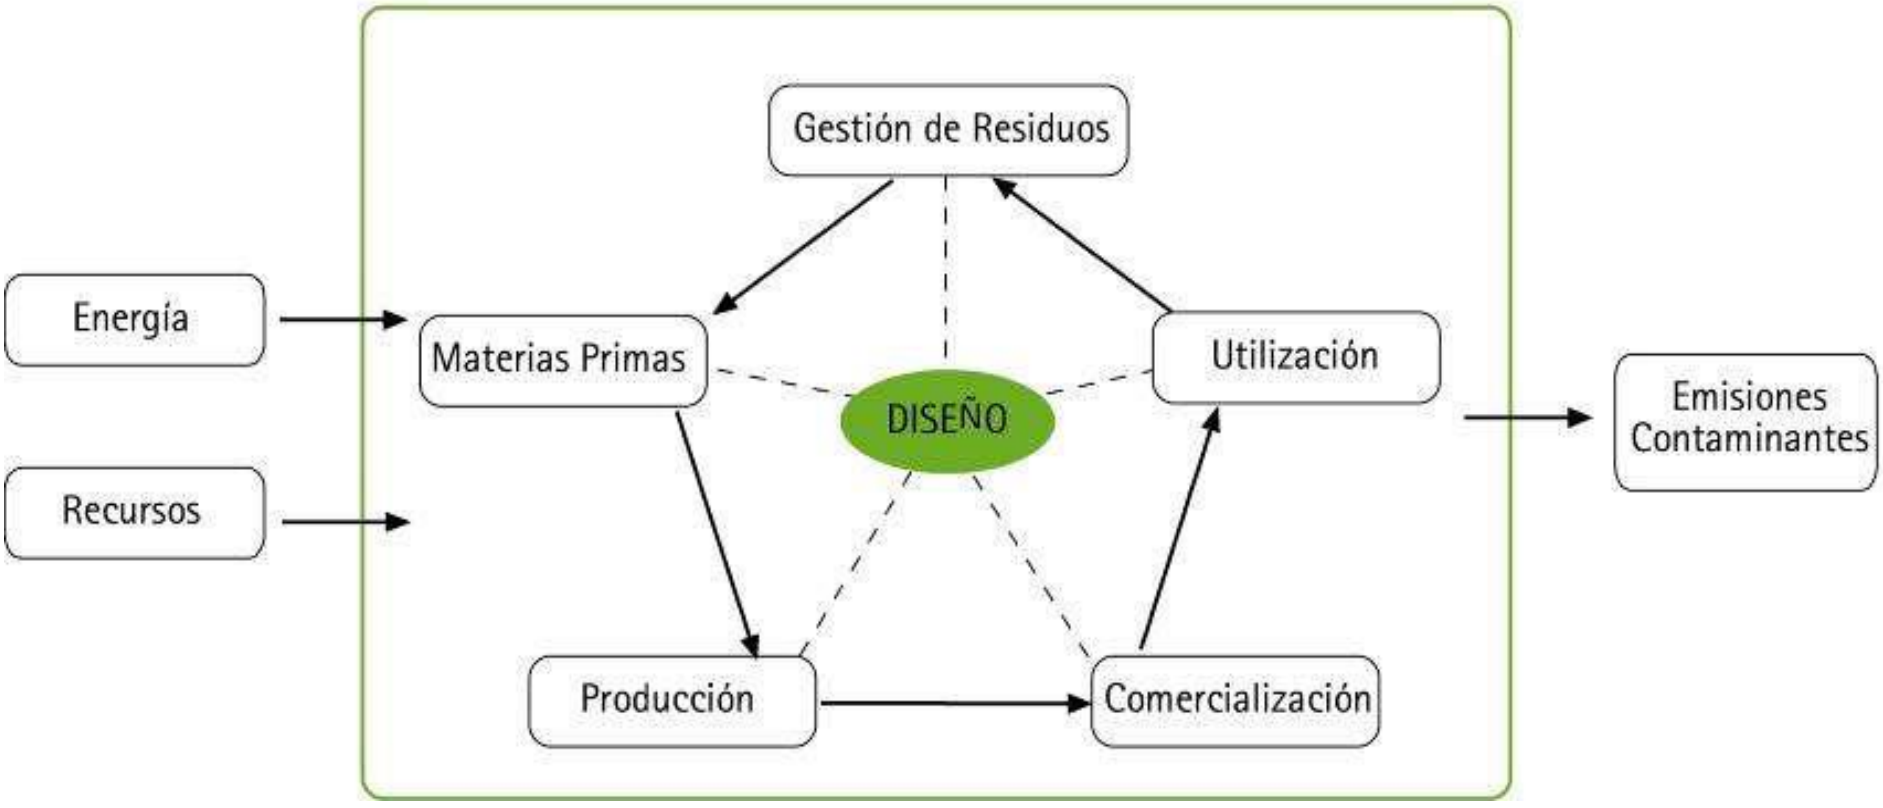 Gestión de Residuos
Energía
Materias Primas
Utilización
DISEÑO
Emisiones
Contaminantes
Recursos
Producción
Comercialización